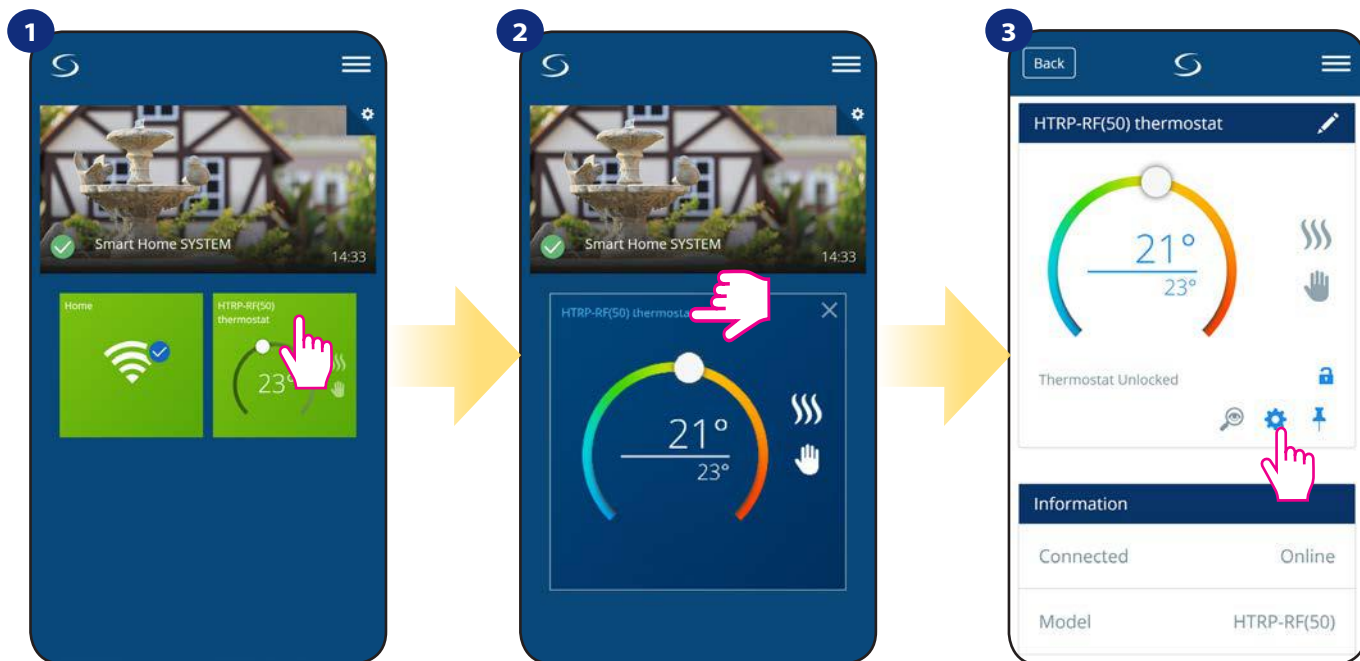 1
Smart Home SYSTEM
14:33
Home
HTRP-RF(50)
thermostat
23°
2
Smart Home SYSTEM
14:33
HTRP-RF(50)
21°
23°
3
Back
HTRP-RF(50) thermostat
21°
23°
Thermostat Unlocked
Information
Connected Online
Model HTRP-RF(50)